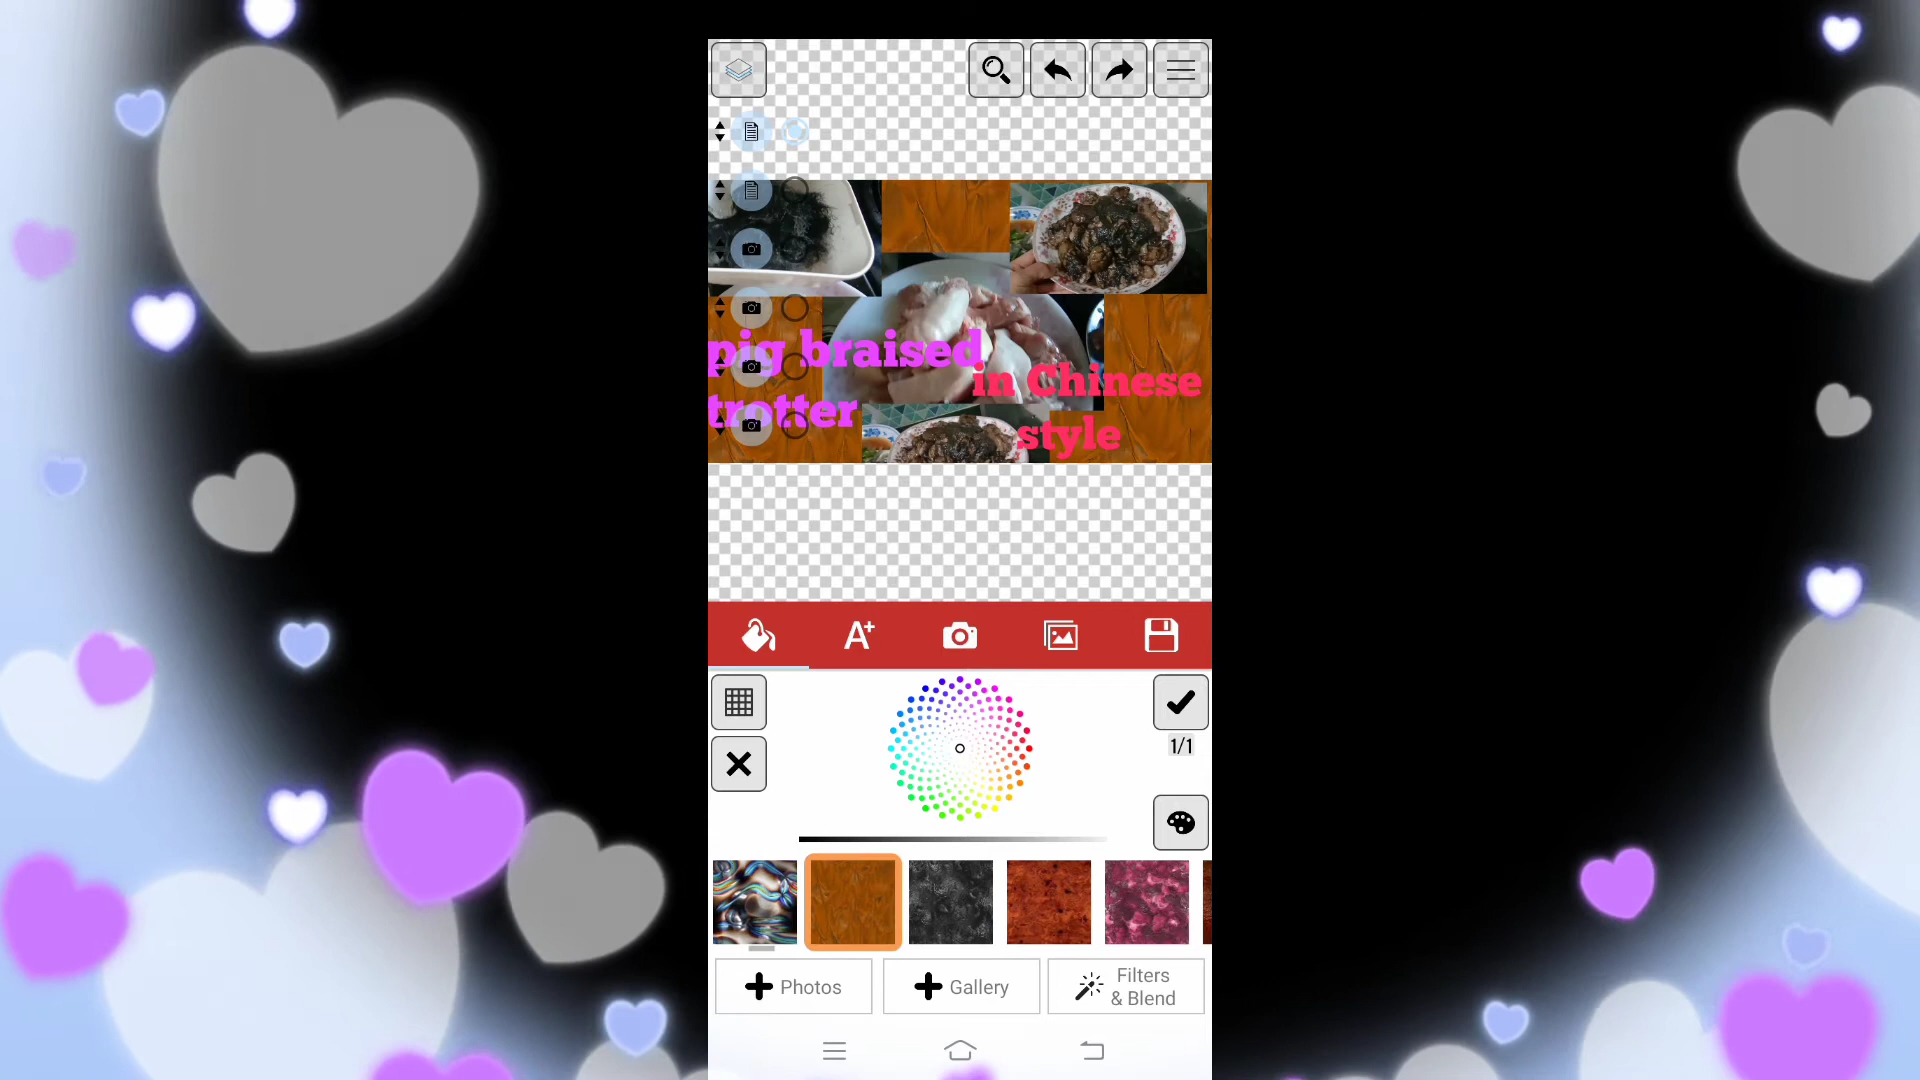 pig braised
trotter
in Chinese
style
1/1
Photos
Gallery
Filters
& Blend